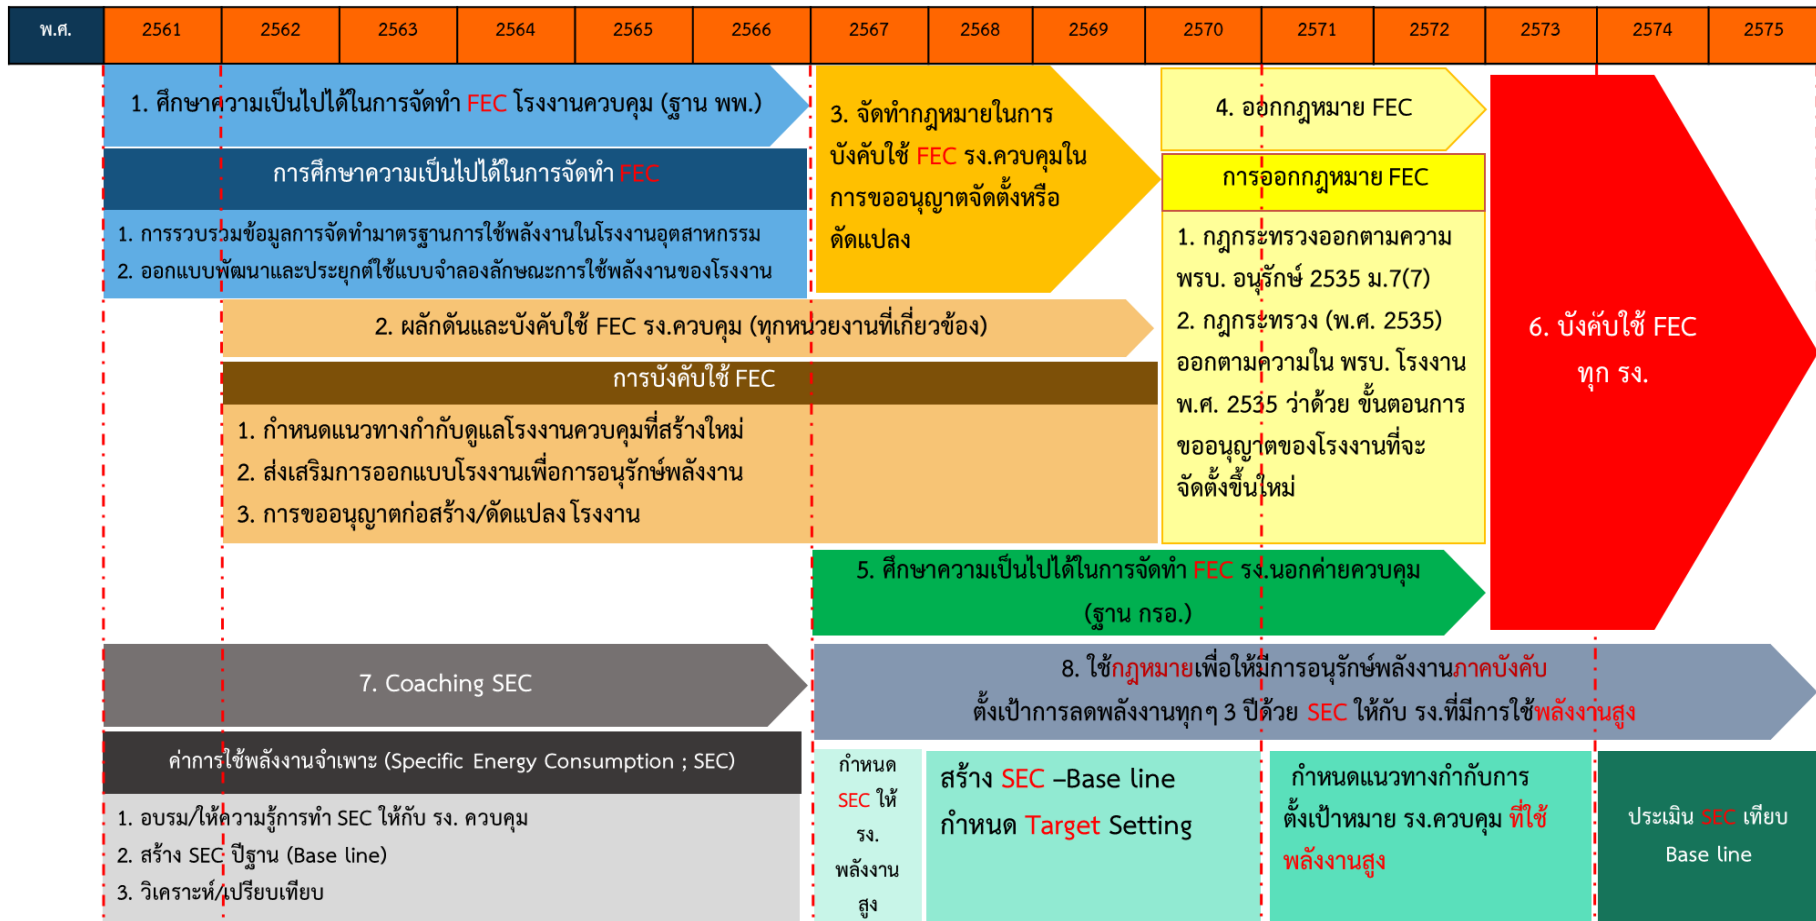 พ.ศ. 2561 2562 2563 2564 2565 2566 2567 2568 2569 2570 2571 2572 2573 2574 2575
1. ศึกษาความเป็นไปได้ในการจัดทำ FEC โรงงานควบคุม (ฐาน พพ.)
การศึกษาความเป็นไปได้ในการจัดทำ FEC
1. การรวบรวมข้อมูลการจัดทำมาตรฐานการใช้พลังงานในโรงงานอุตสาหกรรม
2. ออกแบบพัฒนาและประยุกต์ใช้แบบจำลองลักษณะการใช้พลังงานของโรงงาน
2. ผลักดันและบังคับใช้ FEC รง.ควบคุม (ทุกหน่วยงานที่เกี่ยวข้อง)
การบังคับใช้ FEC
1. กำหนดแนวทางกำกับดูแลโรงงานควบคุมที่สร้างใหม่
2. ส่งเสริมการออกแบบโรงงานเพื่อการอนุรักษ์พลังงาน
3. การขออนุญาตก่อสร้าง/ดัดแปลง โรงงาน
3. จัดทำกฎหมายในการ
บังคับใช้ FEC รง.ควบคุมใน
การขออนุญาตจัดตั้งหรือ
ดัดแปลง
4. ออกกฎหมาย FEC
การออกกฎหมาย FEC
1. กฎกระทรวงออกตามความ
พรบ. อนุรักษ์ 2535 ม.7(7)
2. กฎกระทรวง (พ.ศ. 2535)
ออกตามความใน พรบ. โรงงาน
พ.ศ. 2535 ว่าด้วย ขั้นตอนการ
ขออนุญาตของโรงงานที่จะ
จัดตั้งขึ้นใหม่
5. ศึกษาความเป็นไปได้ในการจัดทำ FEC รง.นอกค่ายควบคุม
(ฐาน กรอ.)
6. บังคับใช้ FEC
ทุก รง.
7. Coaching SEC
ค่าการใช้พลังงานจำเพาะ (Specific Energy Consumption ; SEC)
1. อบรม/ให้ความรู้การทำ SEC ให้กับ รง. ควบคุม
2. สร้าง SEC ปีฐาน (Base line)
3. วิเคราะห์/เปรียบเทียบ
8. ใช้กฎหมายเพื่อให้มีการอนุรักษ์พลังงานภาคบังคับ
ตั้งเป้าการลดพลังงานทุกๆ 3 ปีด้วย SEC ให้กับ รง.ที่มีการใช้พลังงานสูง
กำหนด
SEC ให้
รง.
พลังงาน
สูง
สร้าง SEC –Base line
กำหนด Target Setting
กำหนดแนวทางกำกับการ
ตั้งเป้าหมาย รง.ควบคุม ที่ใช้
พลังงานสูง
ประเมิน SEC เทียบ
Base line